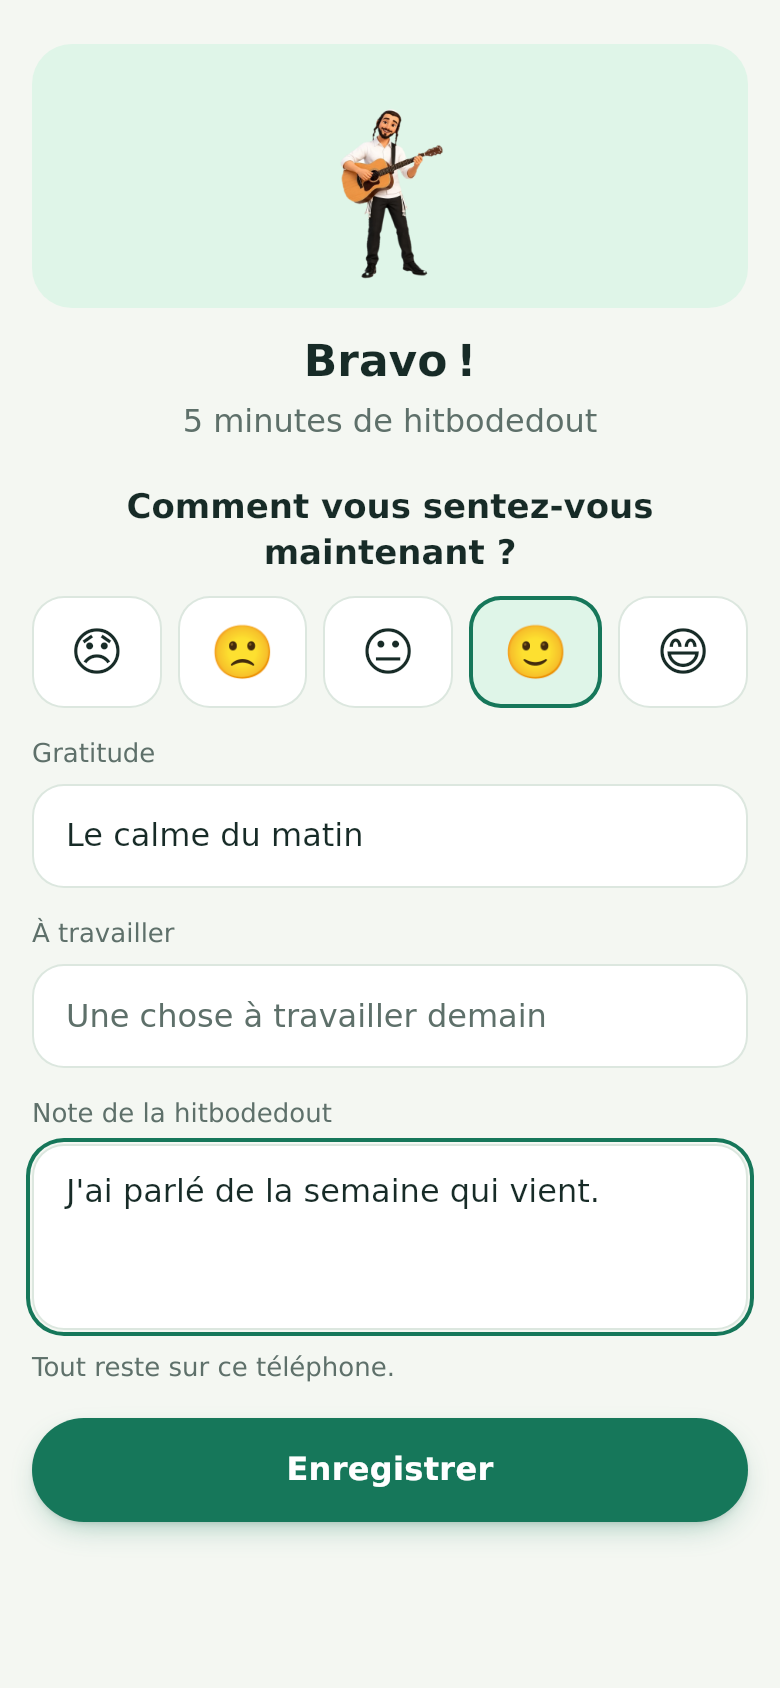 Bravo !
5 minutes de hitbodedout
Comment vous sentez-vous
maintenant ?
Gratitude
Le calme du matin
À travailler
Une chose à travailler demain
Note de la hitbodedout
J'ai parlé de la semaine qui vient.
Tout reste sur ce téléphone.
Enregistrer